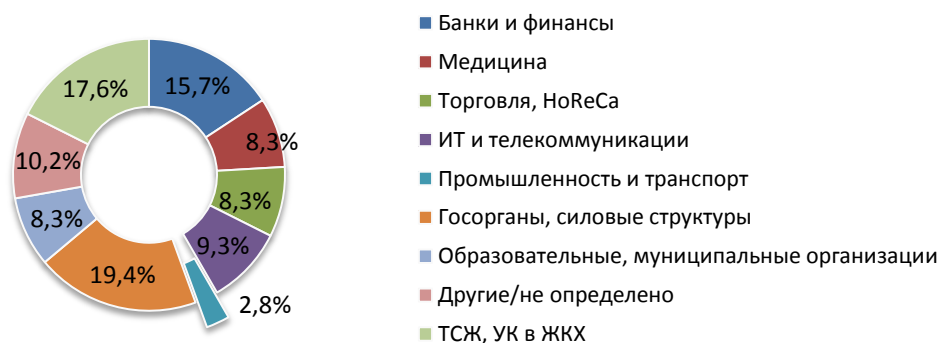 15,7%
8,3%
8,3%
9,3%
2,8%
19,4%
8,3%
10,2%
17,6%
Банки и финансы
Медицина
Торговля, HoReCa
ИТ и телекоммуникации
Промышленность и транспорт
Госорганы, силовые структуры
Образовательные, муниципальные организации
Другие/не определено
ТСЖ, УК в ЖКХ